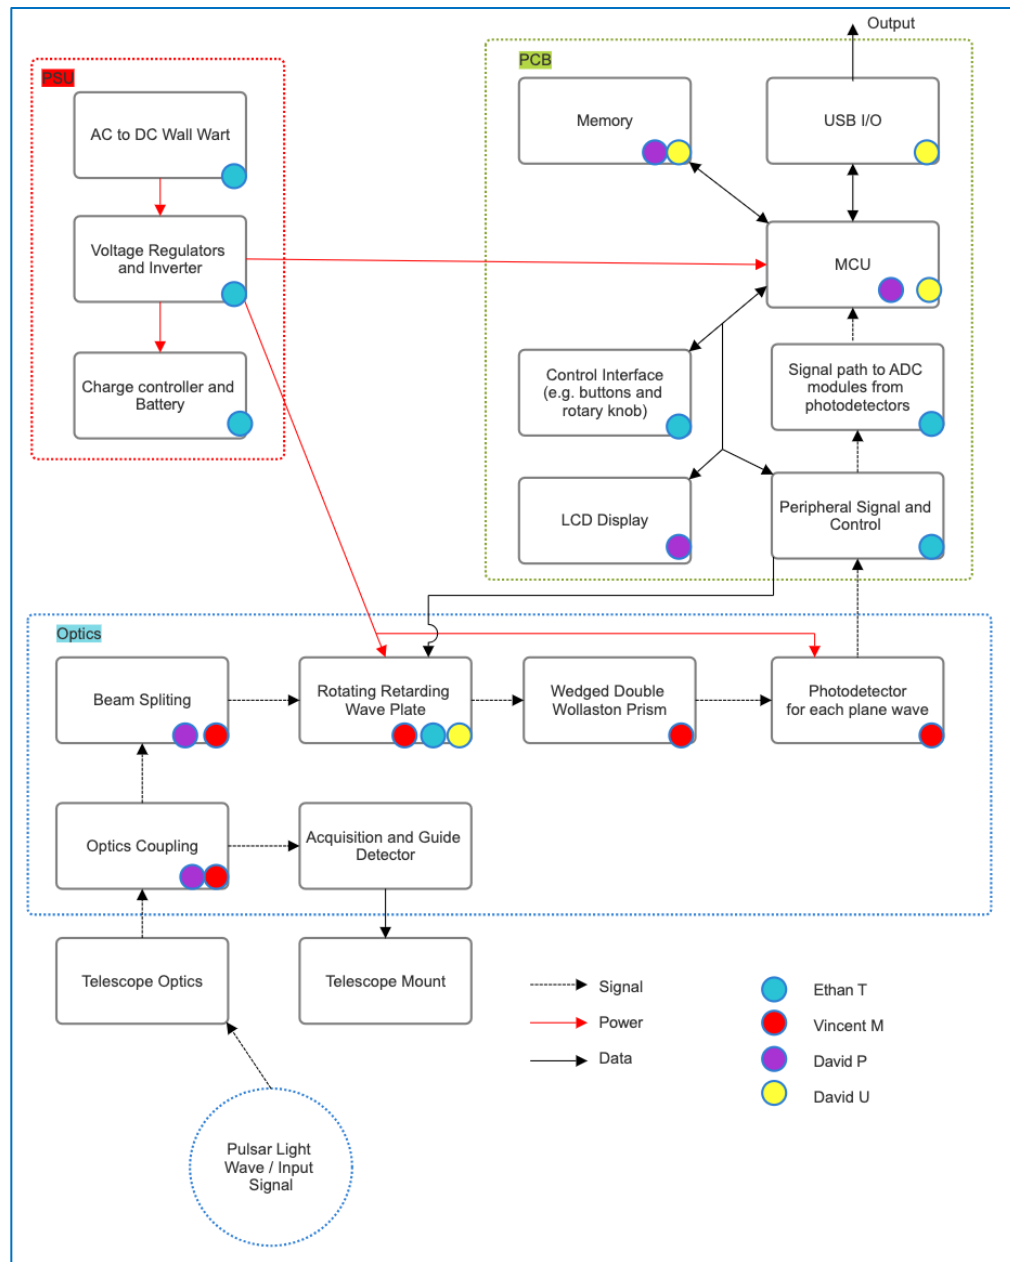 Output
PSU
PCB
AC to DC Wall Wart
Memory
USB I/O
Voltage Regulators
and Inverter
MCU
Charge controller and
Battery
Control Interface
(e.g. buttons and
rotary knob)
Signal path to ADC
modules from
photodetectors
LCD Display
Peripheral Signal and
Control
Optics
Beam Spliting
Rotating Retarding
Wave Plate
Wedged Double
Wollaston Prism
Photodetector
for each plane wave
Optics Coupling
Acquisition and Guide
Detector
Telescope Optics
Telescope Mount
Signal
Power
Data
Ethan T
Vincent M
David P
David U
Pulsar Light
Wave / Input
Signal